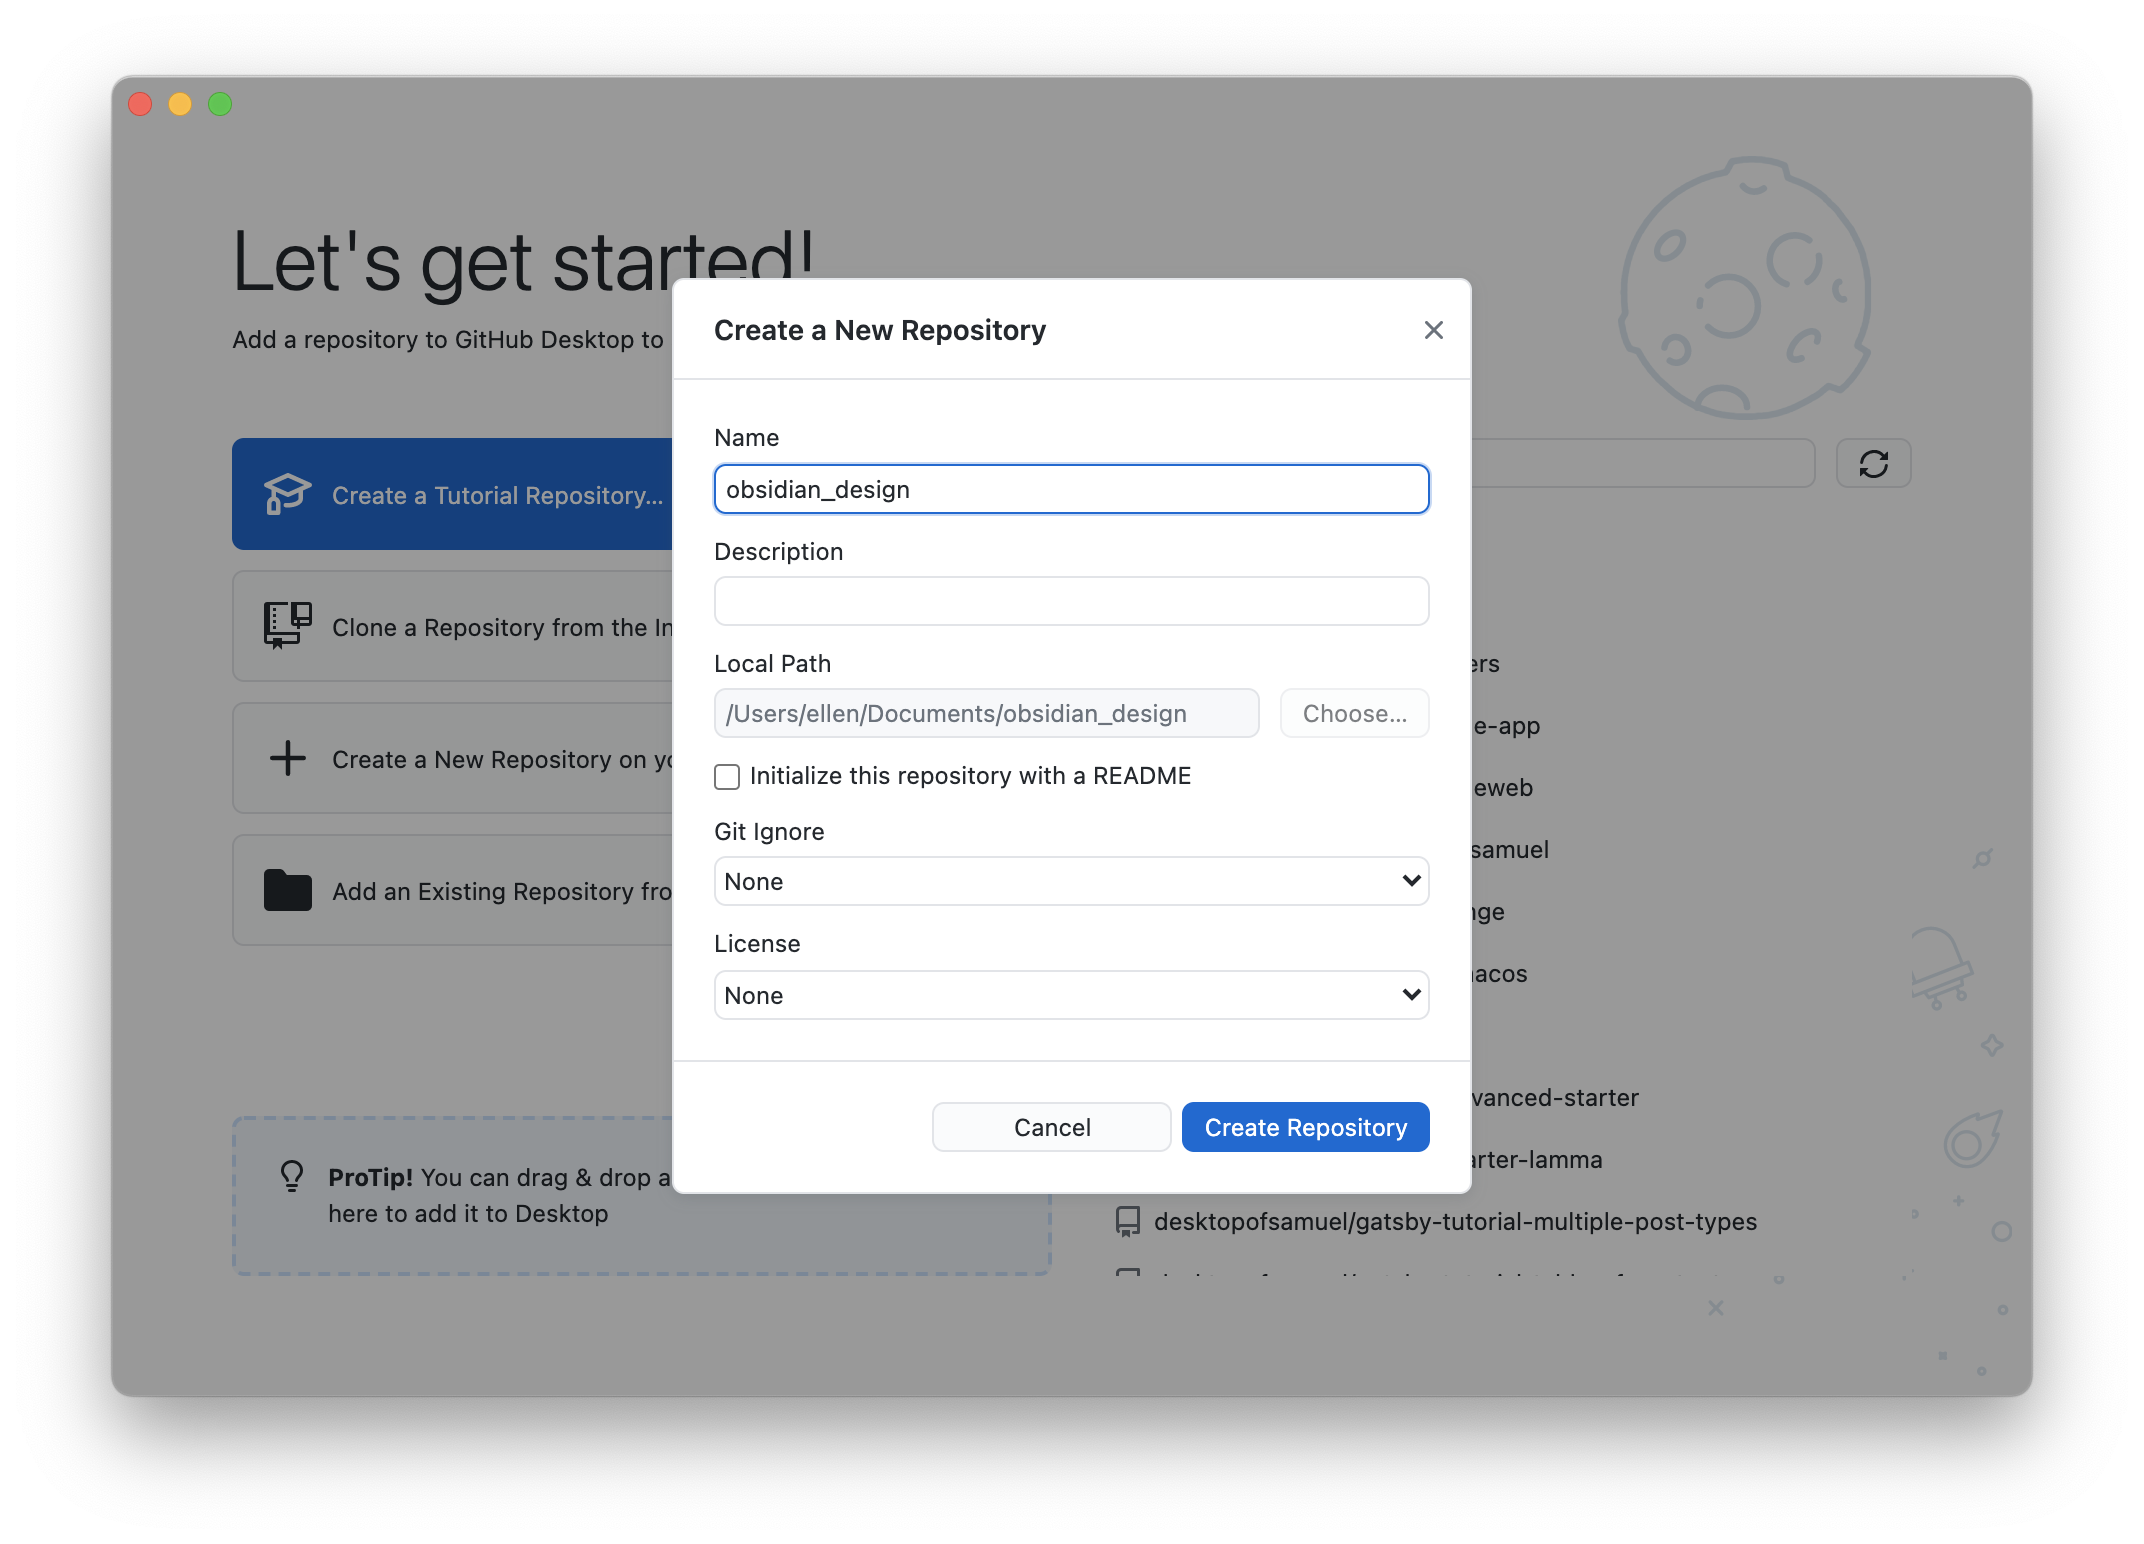 Let's get started!
Add a repository to GitHub Desktop to
Create a Tutorial Repository...
Clone a Repository from the In
Create a New Repository on yo
Add an Existing Repository fro
ProTip! You can drag & drop a
here to add it to Desktop
Create a New Repository
Name
obsidian_design
Description
Local Path
/Users/ellen/Documents/obsidian_design
Choose...
Initialize this repository with a README
Git Ignore
None
License
None
Cancel
Create Repository
ers
e-app
eweb
samuel
nge
acos
vanced-starter
arter-lamma
desktopofsamuel/gatsby-tutorial-multiple-post-types